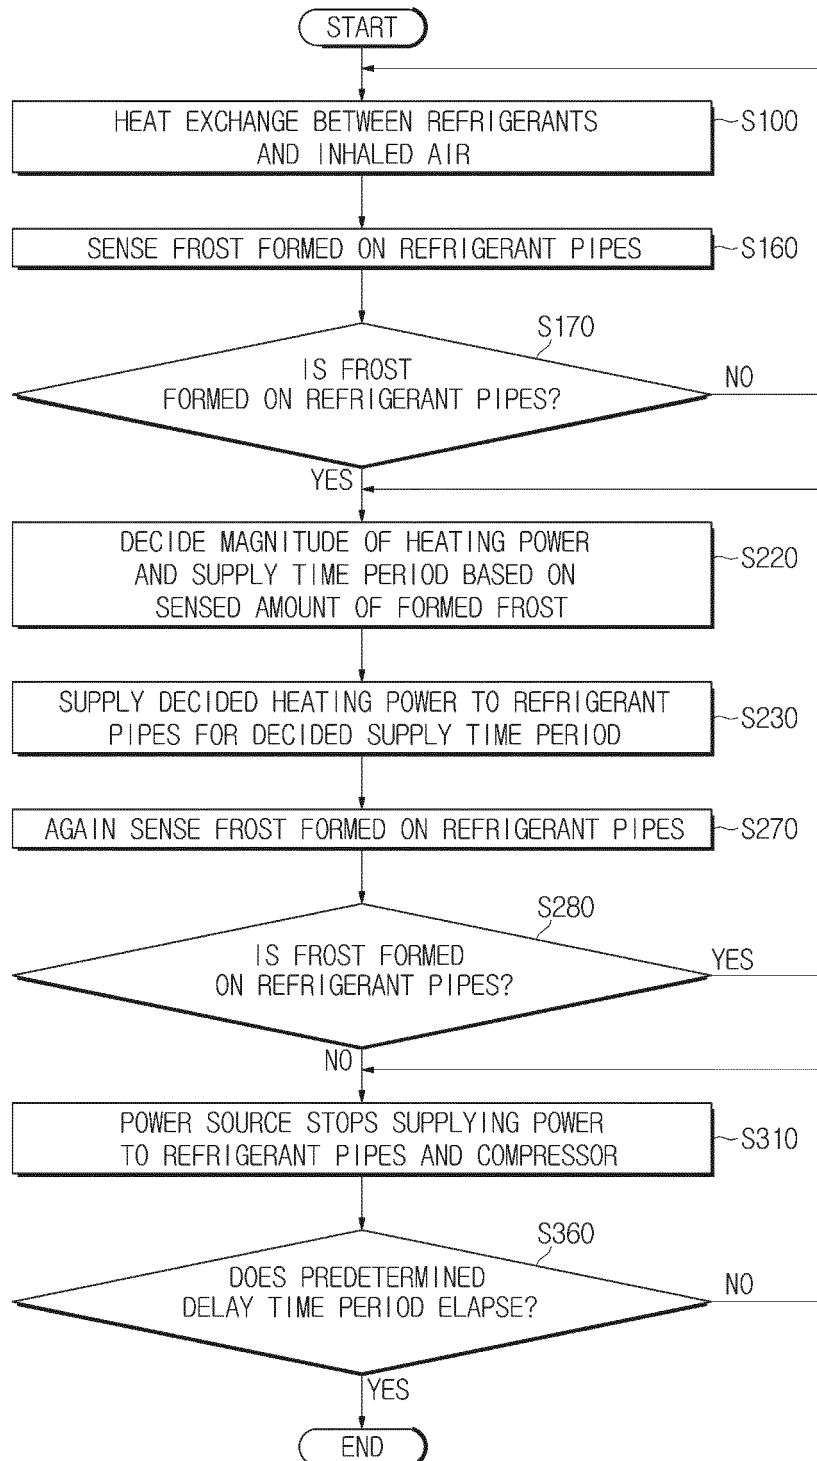 START
HEAT EXCHANGE BETWEEN REFRIGERANTS
AND INHALED AIR
S100
SENSE FROST FORMED ON REFRIGERANT PIPES
S160
S170
IS FROST
FORMED ON REFRIGERANT PIPES?
NO
YES
DECIDE MAGNITUDE OF HEATING POWER
AND SUPPLY TIME PERIOD BASED ON
SENSED AMOUNT OF FORMED FROST
S220
SUPPLY DECIDED HEATING POWER TO REFRIGERANT
PIPES FOR DECIDED SUPPLY TIME PERIOD
S230
AGAIN SENSE FROST FORMED ON REFRIGERANT PIPES
S270
S280
IS FROST FORMED
ON REFRIGERANT PIPES?
YES
NO
POWER SOURCE STOPS SUPPLYING POWER
TO REFRIGERANT PIPES AND COMPRESSOR
S310
S360
DOES PREDETERMINED
DELAY TIME PERIOD ELAPSE?
NO
YES
END